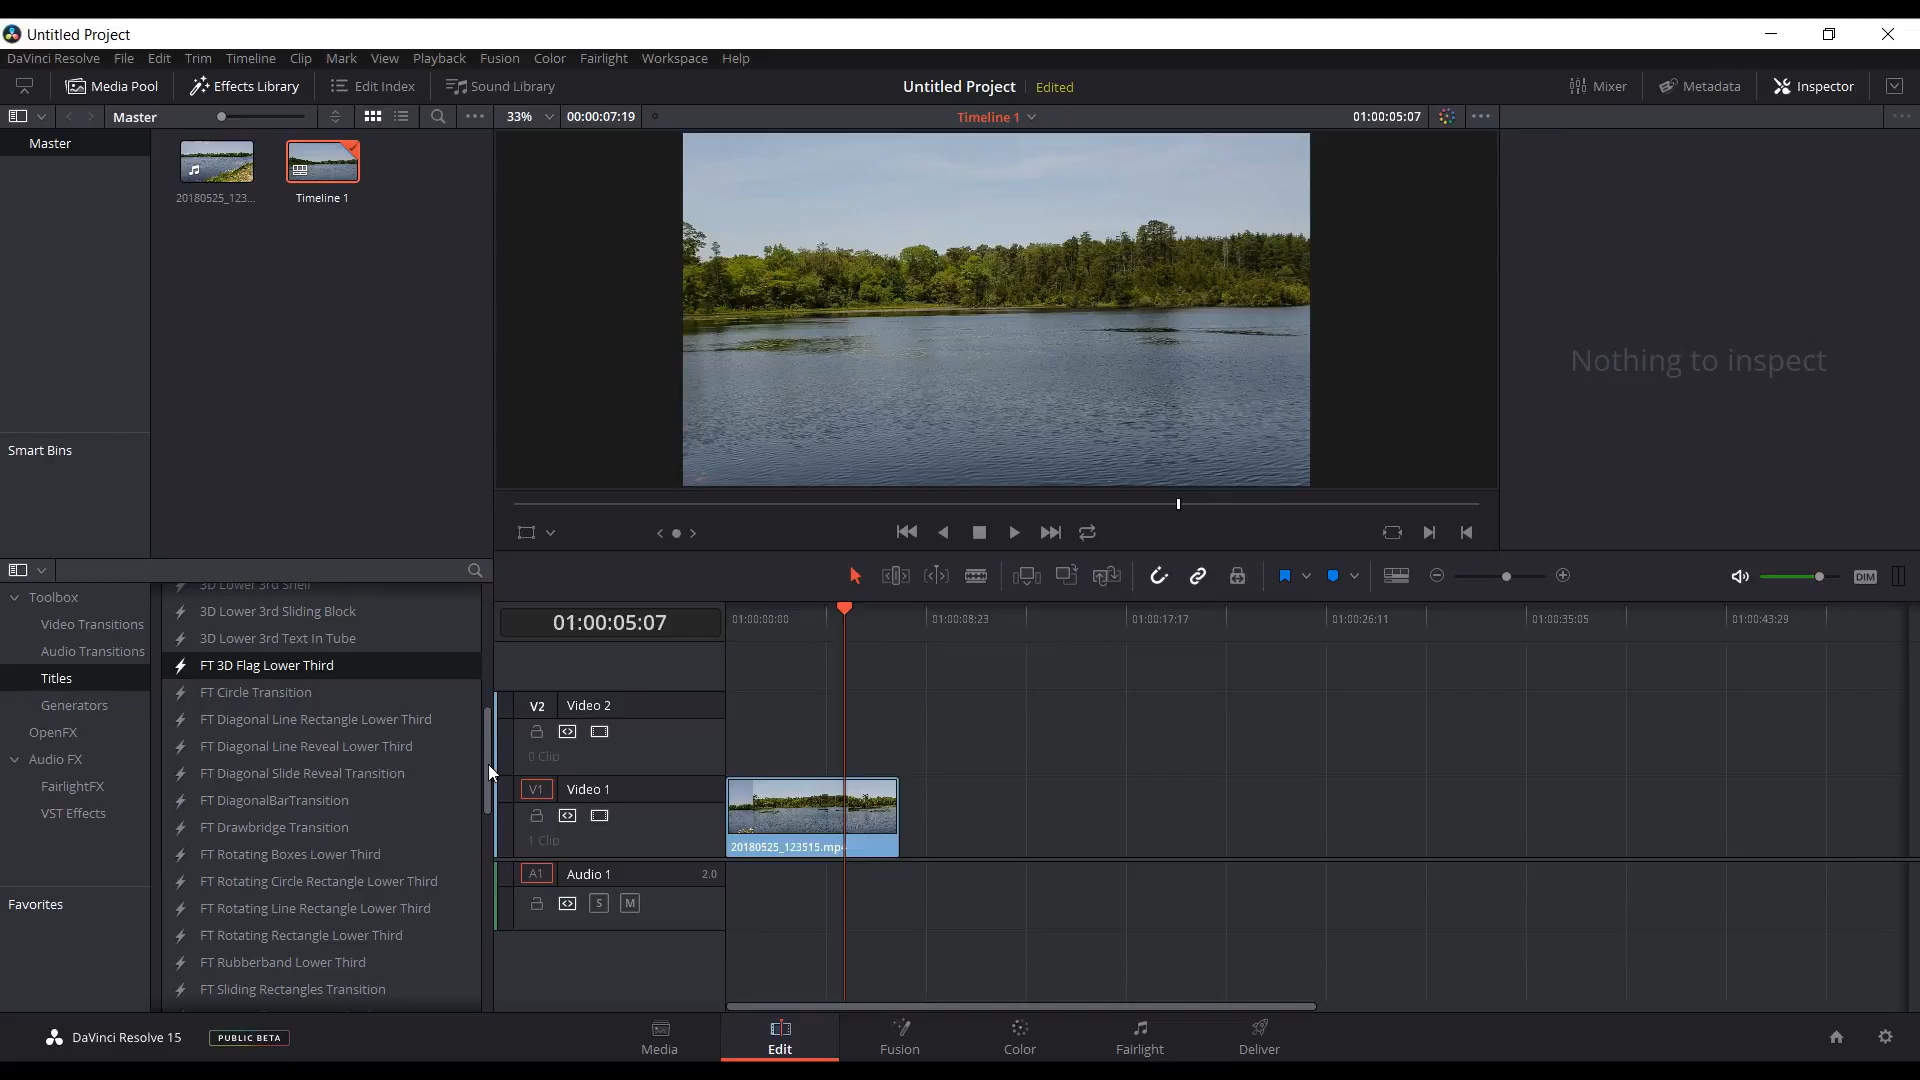 Untitled Project
DaVinci Resolve File Edit Trim Timeline Clip Mark View Playback Fusion Color Fairlight Workspace Help
Media Pool Effects Library Edit Index Sound Library Untitled Project Edited Mixer Metadata Inspector
Master 33% 00:00:07:19 Timeline 1 01:00:05:07
Master
20180525_123... Timeline 1
Nothing to inspect
Smart Bins
3D Lower 3rd Shell
Toolbox
3D Lower 3rd Sliding Block
Video Transitions
3D Lower 3rd Text In Tube
Audio Transitions
FT 3D Flag Lower Third
Titles
FT Circle Transition
Generators
FT Diagonal Line Rectangle Lower Third
OpenFX
FT Diagonal Line Reveal Lower Third
Audio FX
FT Diagonal Slide Reveal Transition
FairlightFX
FT DiagonalBarTransition
VST Effects
FT Drawbridge Transition
FT Rotating Boxes Lower Third
FT Rotating Circle Rectangle Lower Third
Favorites
FT Rotating Line Rectangle Lower Third
FT Rotating Rectangle Lower Third
FT Rubberband Lower Third
FT Sliding Rectangles Transition
DIM
01:00:05:07 01:00:00:00 01:00:08:23 01:00:17:17 01:00:26:11 01:00:35:05 01:00:43:29
V2 Video 2
0 Clip
V1 Video 1
1 Clip
20180525_123515.mp4
A1 Audio 1 2.0
S M
DaVinci Resolve 15 PUBLIC BETA
Media Edit Fusion Color Fairlight Deliver